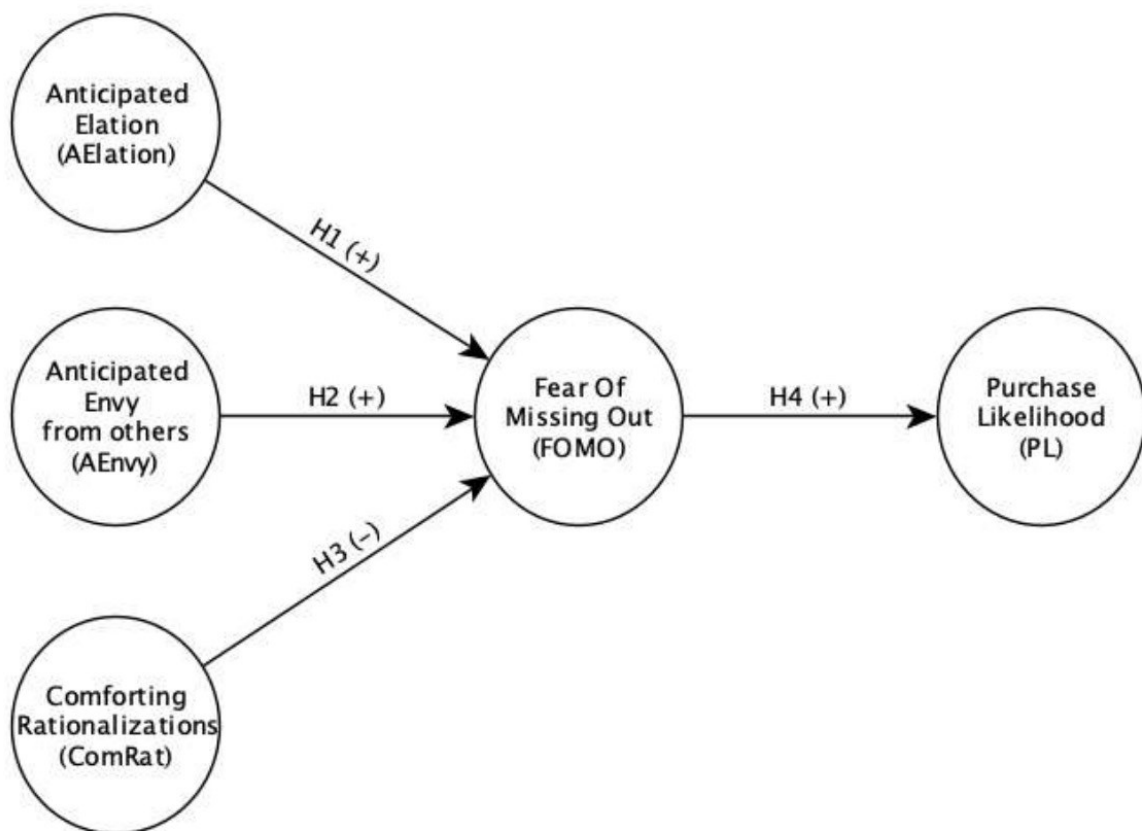 Anticipated
Elation
(AElation)
H1 (+)
Anticipated
Envy
from others
(AEnvy)
H2 (+)
Fear Of
Missing Out
(FOMO)
H4 (+)
Purchase
Likelihood
(PL)
H3 (–)
Comforting
Rationalizations
(ComRat)